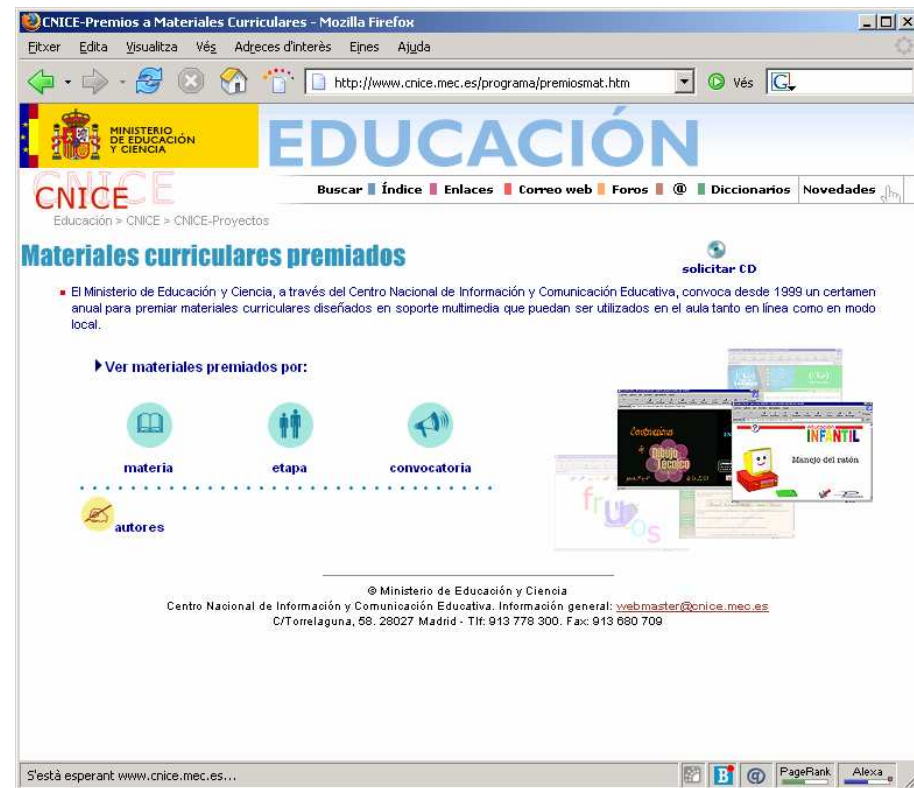 CNICE-Premios a Materiales Curriculares - Mozilla Firefox
Fitxer Edita Visualitza Vés Adreces d'interès Eines Ajuda
http://www.cnice.mec.es/programa/premiosmat.htm Vés G
MINISTERIO
DE EDUCACIÓN
Y CIENCIA
EDUCACIÓN
CNICE
Buscar Índice Enlaces Correo web Foros @ Diccionarios Novedades
Educación > CNICE > CNICE-Proyectos
Materiales curriculares premiados
solicitar CD
El Ministerio de Educación y Ciencia, a través del Centro Nacional de Información y Comunicación Educativa, convoca desde 1999 un certamen
anual para premiar materiales curriculares diseñados en soporte multimedia que puedan ser utilizados en el aula tanto en línea como en modo
local.
Ver materiales premiados por:
materia etapa convocatoria
autores
Dibujo
Técnico
INFANTIL
Manejo del ratón
frutos
© Ministerio de Educación y Ciencia
Centro Nacional de Información y Comunicación Educativa. Información general: webmaster@cnice.mec.es
C/Torrelaguna, 58. 28027 Madrid - Tlf: 913 778 300. Fax: 913 680 709
S'està esperant www.cnice.mec.es...
B @ PageRank Alexa